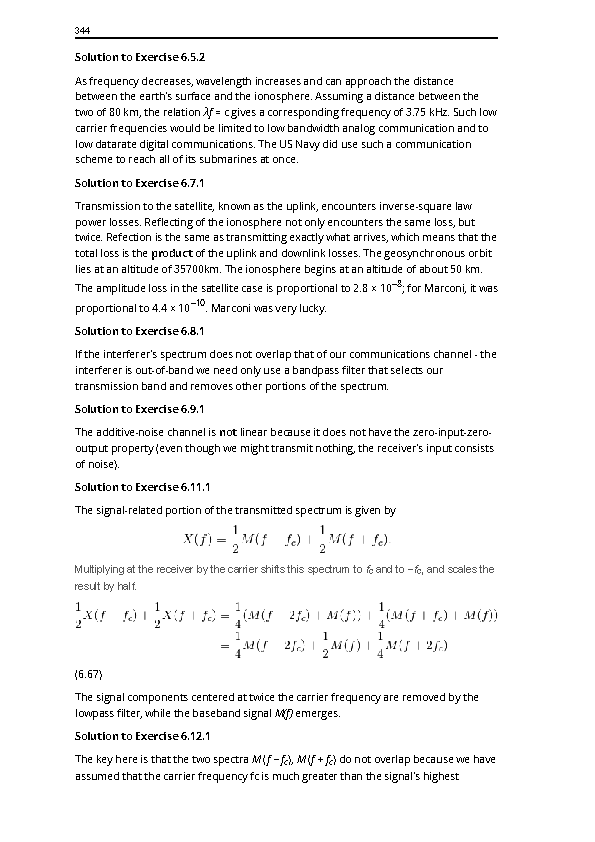 344
Solution to Exercise 6.5.2
As frequency decreases, wavelength increases and can approach the distance
between the earth's surface and the ionosphere. Assuming a distance between the
two of 80 km, the relation λf = c gives a corresponding frequency of 3.75 kHz. Such low
carrier frequencies would be limited to low bandwidth analog communication and to
low datarate digital communications. The US Navy did use such a communication
scheme to reach all of its submarines at once.
Solution to Exercise 6.7.1
Transmission to the satellite, known as the uplink, encounters inverse-square law
power losses. Reflecting of the ionosphere not only encounters the same loss, but
twice. Refection is the same as transmitting exactly what arrives, which means that the
total loss is the product of the uplink and downlink losses. The geosynchronous orbit
lies at an altitude of 35700km. The ionosphere begins at an altitude of about 50 km.
The amplitude loss in the satellite case is proportional to 2.8 × 10⁻⁸; for Marconi, it was
proportional to 4.4 × 10⁻¹⁰. Marconi was very lucky.
Solution to Exercise 6.8.1
If the interferer's spectrum does not overlap that of our communications channel - the
interferer is out-of-band we need only use a bandpass filter that selects our
transmission band and removes other portions of the spectrum.
Solution to Exercise 6.9.1
The additive-noise channel is not linear because it does not have the zero-input-zero-
output property (even though we might transmit nothing, the receiver's input consists
of noise).
Solution to Exercise 6.11.1
The signal-related portion of the transmitted spectrum is given by
X(f) = 1/2 M(f − f_c) + 1/2 M(f + f_c)
Multiplying at the receiver by the carrier shifts this spectrum to f_c and to −f_c, and scales the
result by half.
1/2 X(f − f_c) + 1/2 X(f + f_c) = 1/4 (M(f − 2f_c) + M(f)) + 1/4 (M(f + f_c) + M(f))
= 1/4 M(f − 2f_c) + 1/2 M(f) + 1/4 M(f + 2f_c)
(6.67)
The signal components centered at twice the carrier frequency are removed by the
lowpass filter, while the baseband signal M(f) emerges.
Solution to Exercise 6.12.1
The key here is that the two spectra M (f − f_c), M (f + f_c) do not overlap because we have
assumed that the carrier frequency fc is much greater than the signal's highest